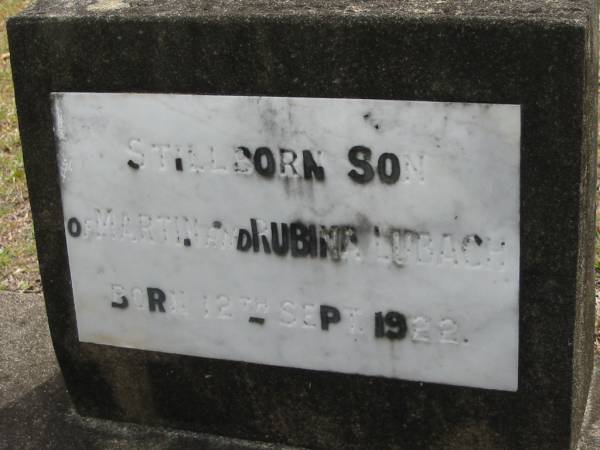 STILLBORN SON
OF MARTIN AND RUBINA LUBACH
BORN 12TH SEPT. 1922.